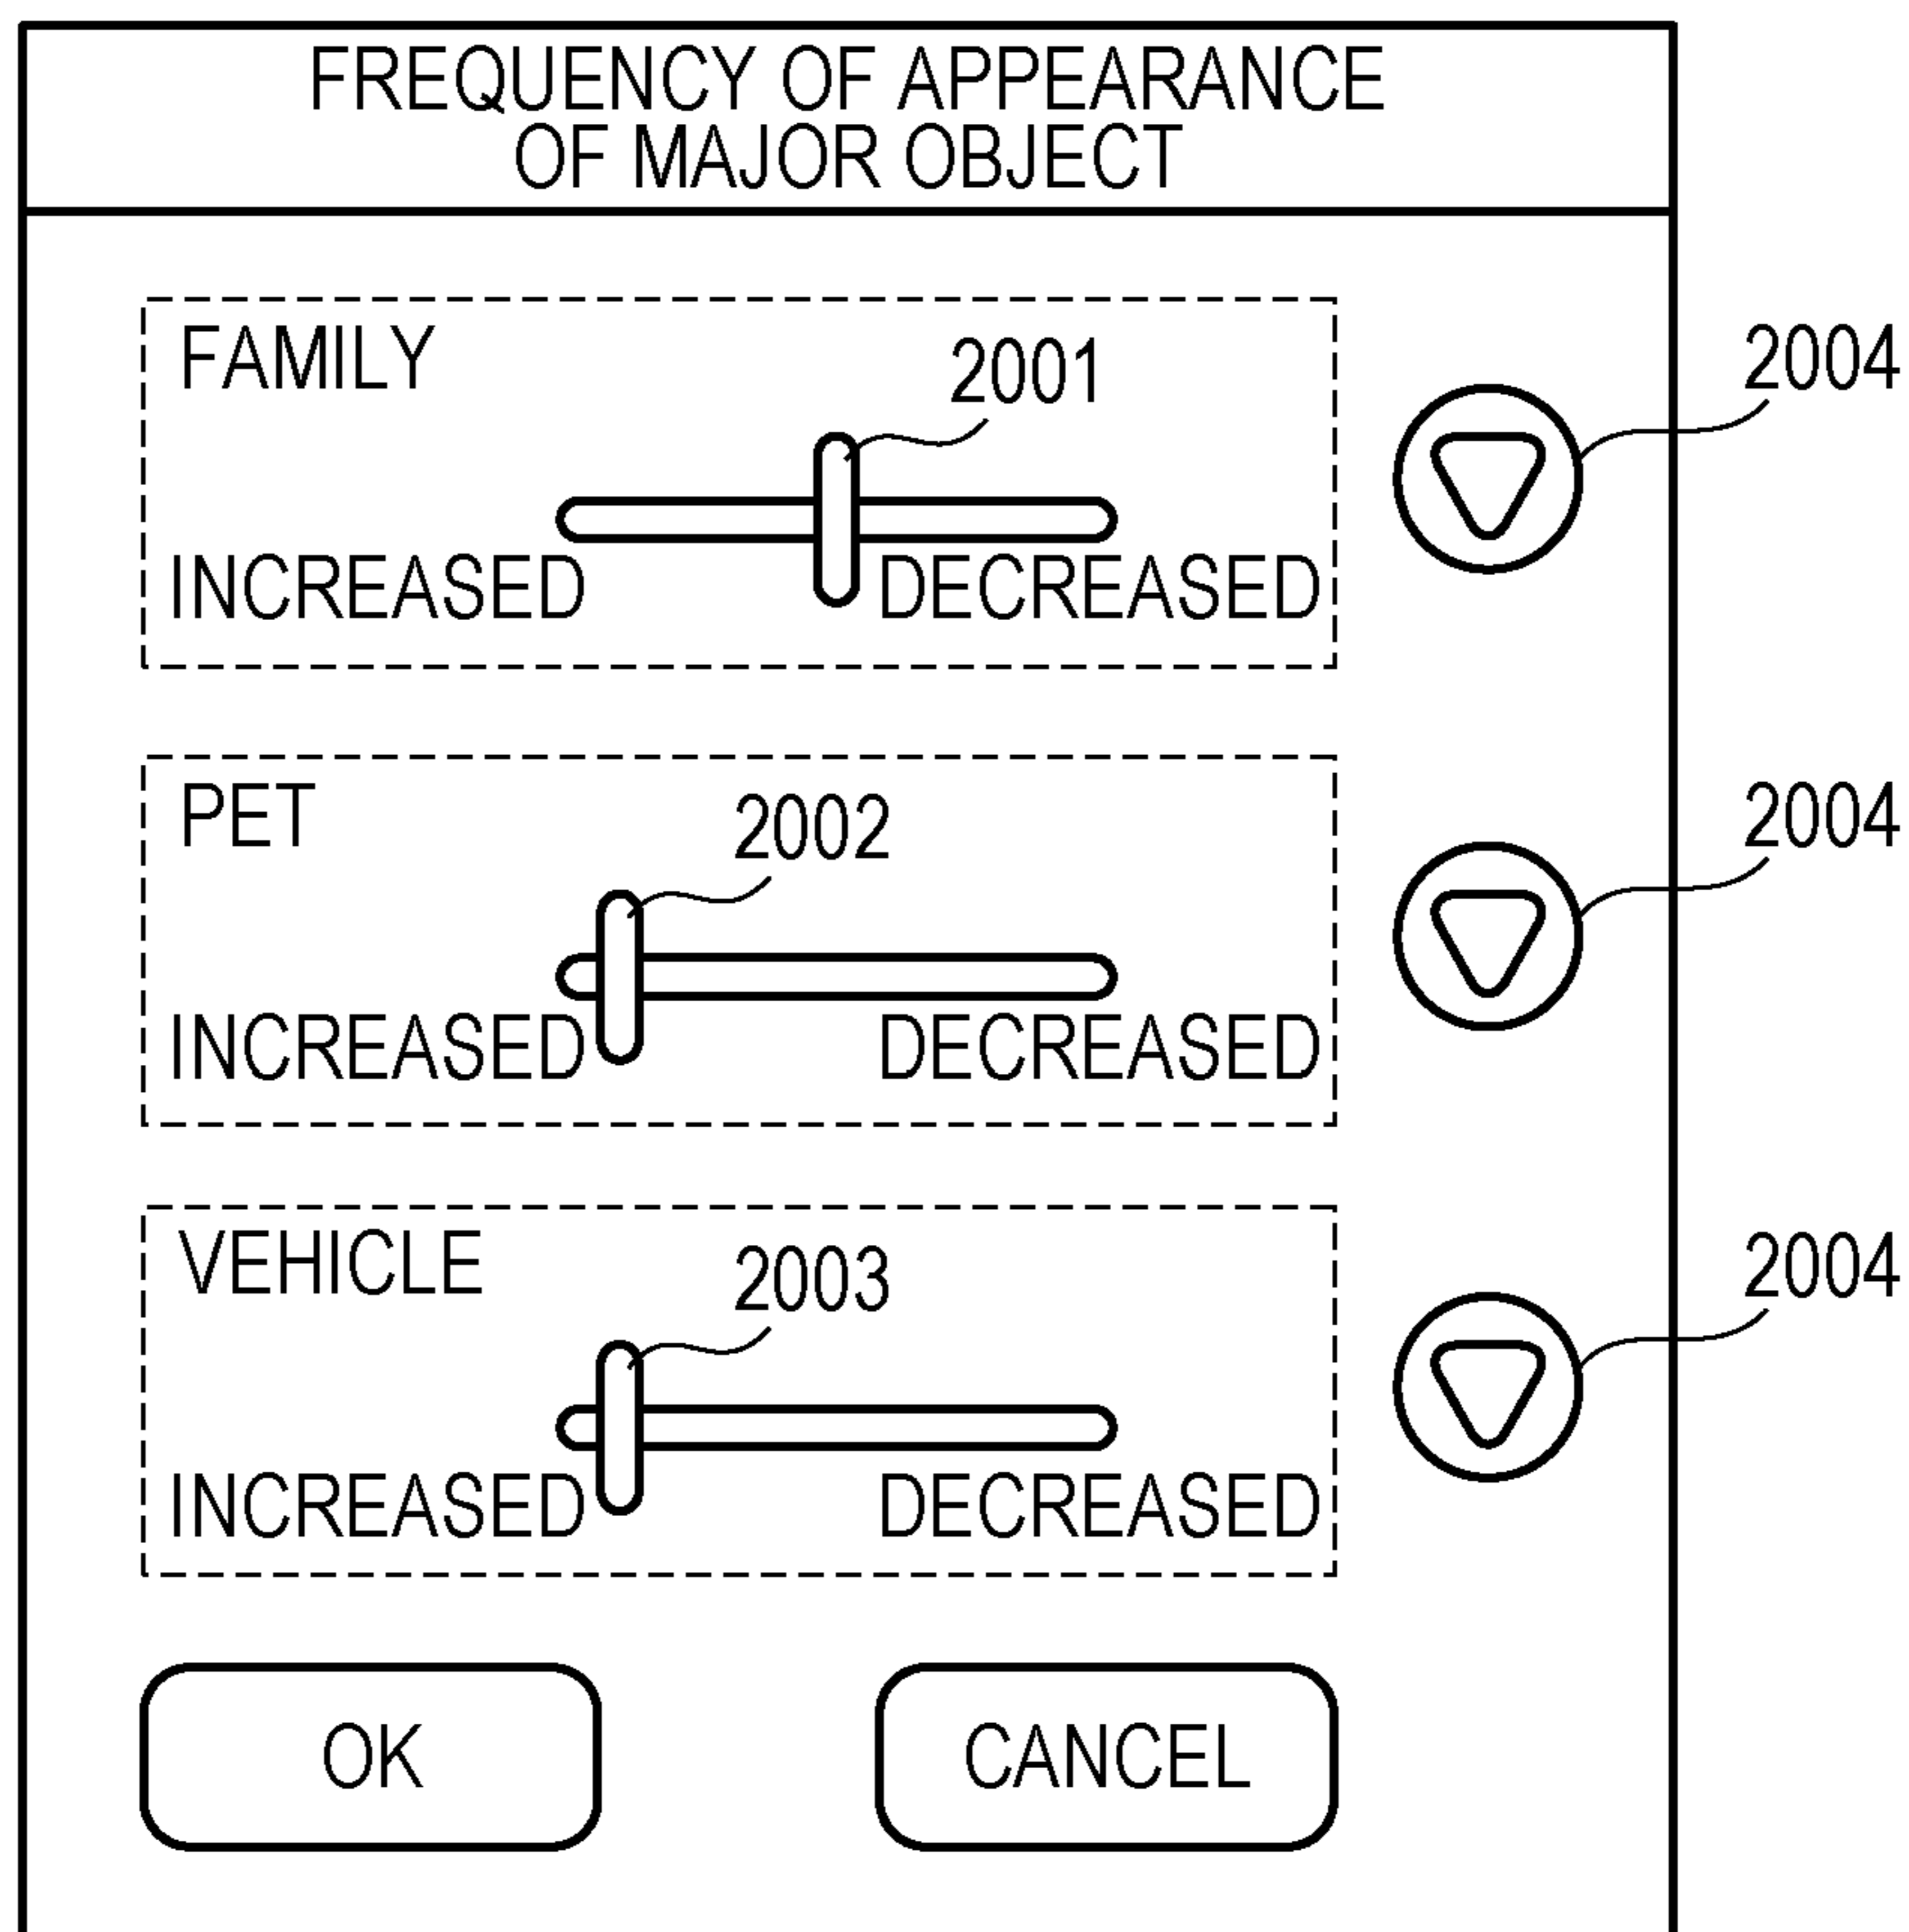 FREQUENCY OF APPEARANCE
OF MAJOR OBJECT
FAMILY
2001
2004
INCREASED
DECREASED
PET
2002
2004
INCREASED
DECREASED
VEHICLE
2003
2004
INCREASED
DECREASED
OK
CANCEL